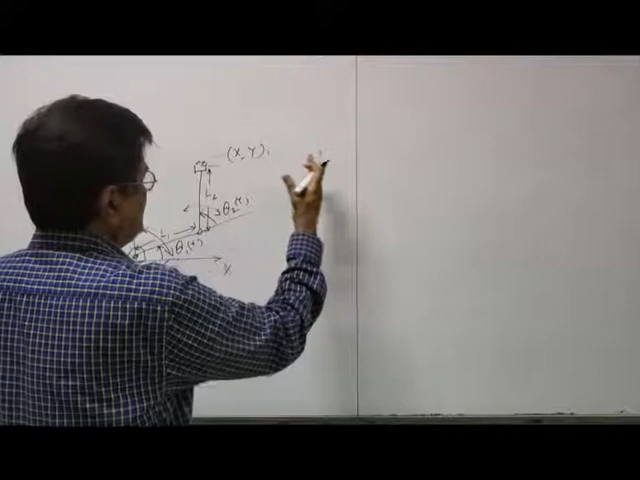 (X, Y),
L₂
θ₂(t)
L₁
θ₁(t)
X